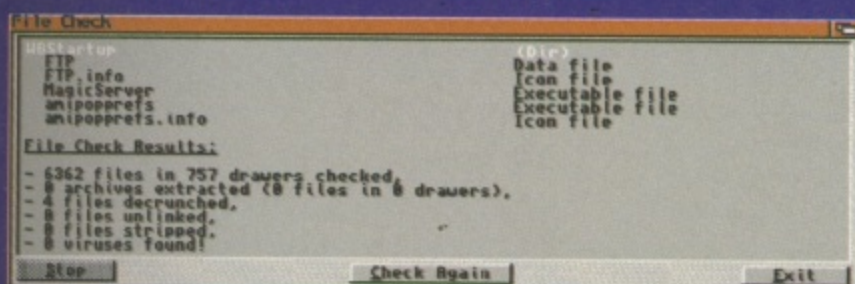 File Check
WBStartup (Dir)
FTP Data file
FTP.info Icon file
MagicServer Executable file
amipopprefs Executable file
amipopprefs.info Icon file
File Check Results:
- 6362 files in 757 drawers checked,
- 0 archives extracted (0 files in 0 drawers),
- 4 files decrunched,
- 0 files unlinked,
- 0 files stripped,
- 0 viruses found!
Stop Check Again Exit